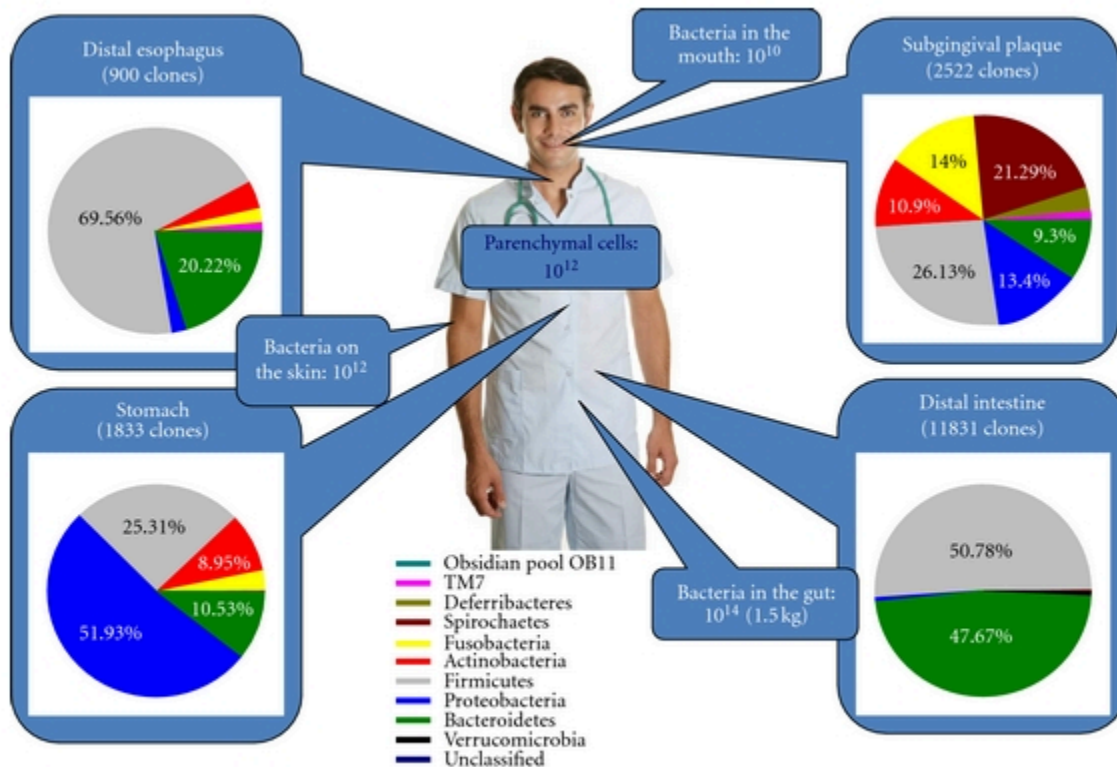 Distal esophagus
(900 clones)
69.56%
20.22%
Bacteria in the
mouth: 10¹⁰
Subgingival plaque
(2522 clones)
14%
21.29%
10.9%
9.3%
26.13%
13.4%
Parenchymal cells:
10¹²
Bacteria on
the skin: 10¹²
Stomach
(1833 clones)
25.31%
8.95%
10.53%
51.93%
Obsidian pool OB11
TM7
Deferribacteres
Spirochaetes
Fusobacteria
Actinobacteria
Firmicutes
Proteobacteria
Bacteroidetes
Verrucomicrobia
Unclassified
Bacteria in the gut:
10¹⁴ (1.5 kg)
Distal intestine
(11831 clones)
50.78%
47.67%